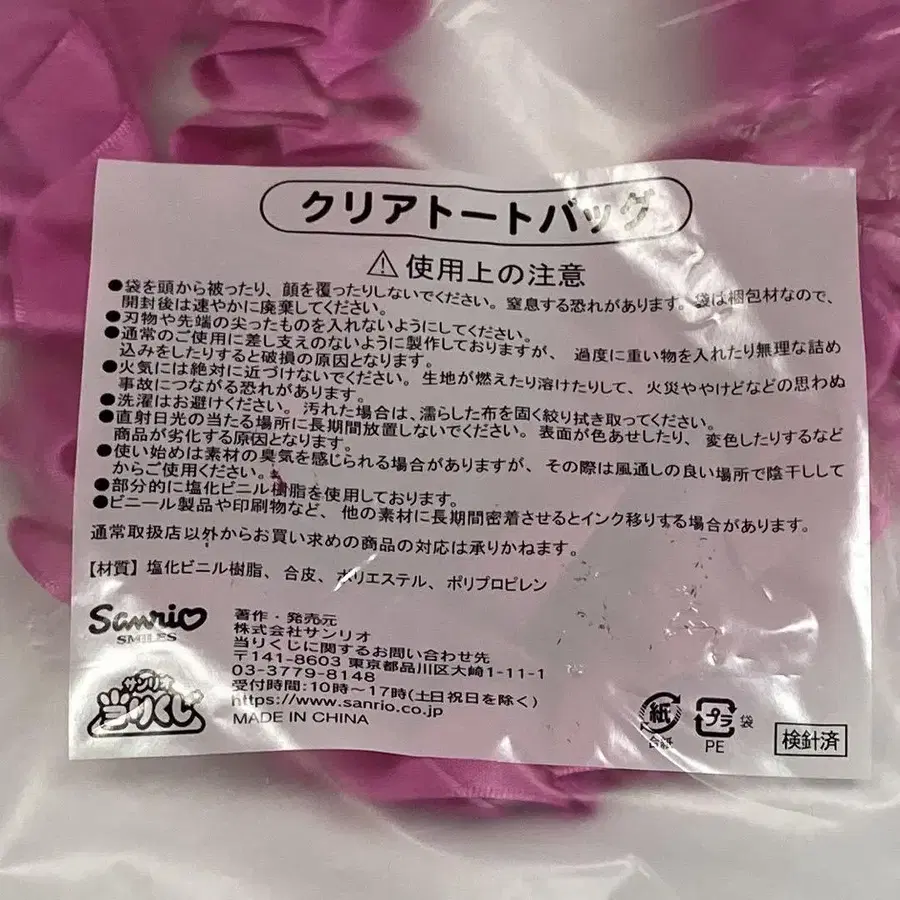 クリアトートバッグ
⚠使用上の注意
●袋を頭から被ったり、顔を覆ったりしないでください。窒息する恐れがあります。袋は梱包材なので、
開封後は速やかに廃棄してください。
●刃物や先端の尖ったものを入れないようにしてください。
●通常のご使用に差し支えのないように製作しておりますが、過度に重い物を入れたり無理な詰め
込みをしたりすると破損の原因となります。
●火気には絶対に近づけないでください。生地が燃えたり溶けたりして、火災ややけどなどの思わぬ
事故につながる恐れがあります。
●洗濯はお避けください。汚れた場合は、濡らした布を固く絞り拭き取ってください。
●直射日光の当たる場所に長期間放置しないでください。表面が色あせしたり、変色したりするなど
商品が劣化する原因となります。
●使い始めは素材の臭気を感じられる場合がありますが、その際は風通しの良い場所で陰干しして
からご使用ください。
●部分的に塩化ビニル樹脂を使用しております。
●ビニール製品や印刷物など、他の素材に長期間密着させるとインク移りする場合があります。
通常取扱店以外からお買い求めの商品の対応は承りかねます。
【材質】塩化ビニル樹脂、合皮、ポリエステル、ポリプロピレン
Sanrio
SMILES
サンリオ
当りくじ
著作・発売元
株式会社サンリオ
当りくじに関するお問い合わせ先
〒141-8603 東京都品川区大崎1-11-1
03-3779-8148
受付時間:10時～17時(土日祝日を除く)
https://www.sanrio.co.jp
MADE IN CHINA
紙
台紙
プラ 袋
PE
検針済